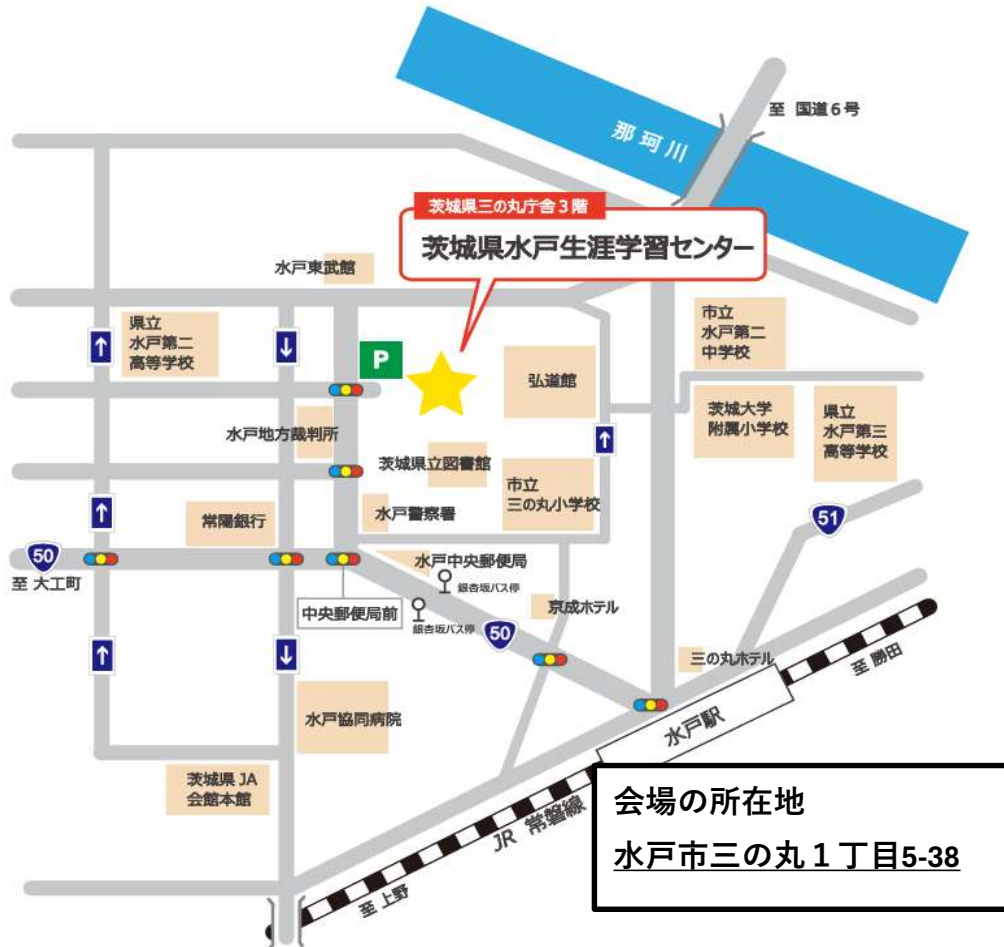 至 国道6号
那珂川
茨城県三の丸庁舎3階
茨城県水戸生涯学習センター
水戸東武館
県立
水戸第二
高等学校
P
弘道館
市立
水戸第二
中学校
茨城大学
附属小学校
県立
水戸第三
高等学校
水戸地方裁判所
茨城県立図書館
市立
三の丸小学校
水戸警察署
常陽銀行
51
50
至 大工町
水戸中央郵便局
銀杏坂バス停
中央郵便局前
銀杏坂バス停
50
京成ホテル
三の丸ホテル
至 勝田
水戸協同病院
水戸駅
茨城県 JA
会館本館
JR 常磐線
至 上野
会場の所在地
水戸市三の丸1丁目5-38